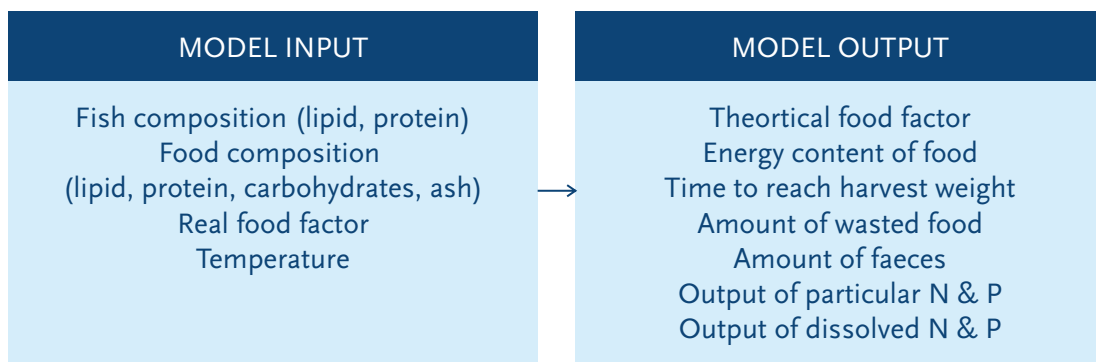 MODEL INPUT
Fish composition (lipid, protein)
Food composition
(lipid, protein, carbohydrates, ash)
Real food factor
Temperature
MODEL OUTPUT
Theortical food factor
Energy content of food
Time to reach harvest weight
Amount of wasted food
Amount of faeces
Output of particular N & P
Output of dissolved N & P